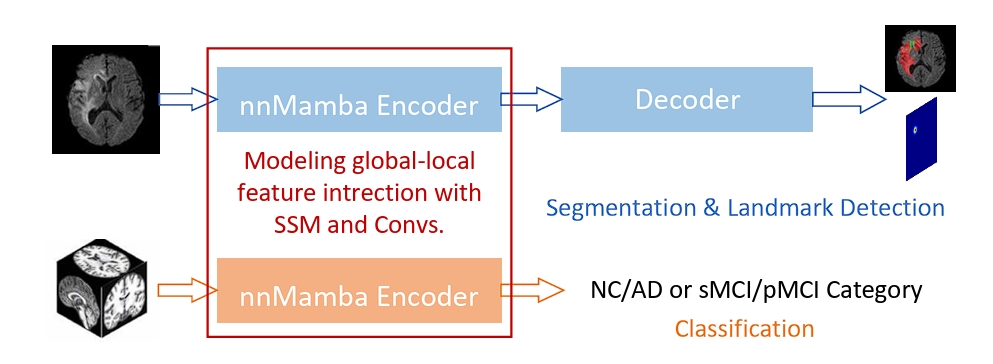 nnMamba Encoder
Decoder
Modeling global-local
feature intrection with
SSM and Convs.
Segmentation & Landmark Detection
nnMamba Encoder
NC/AD or sMCI/pMCI Category
Classification